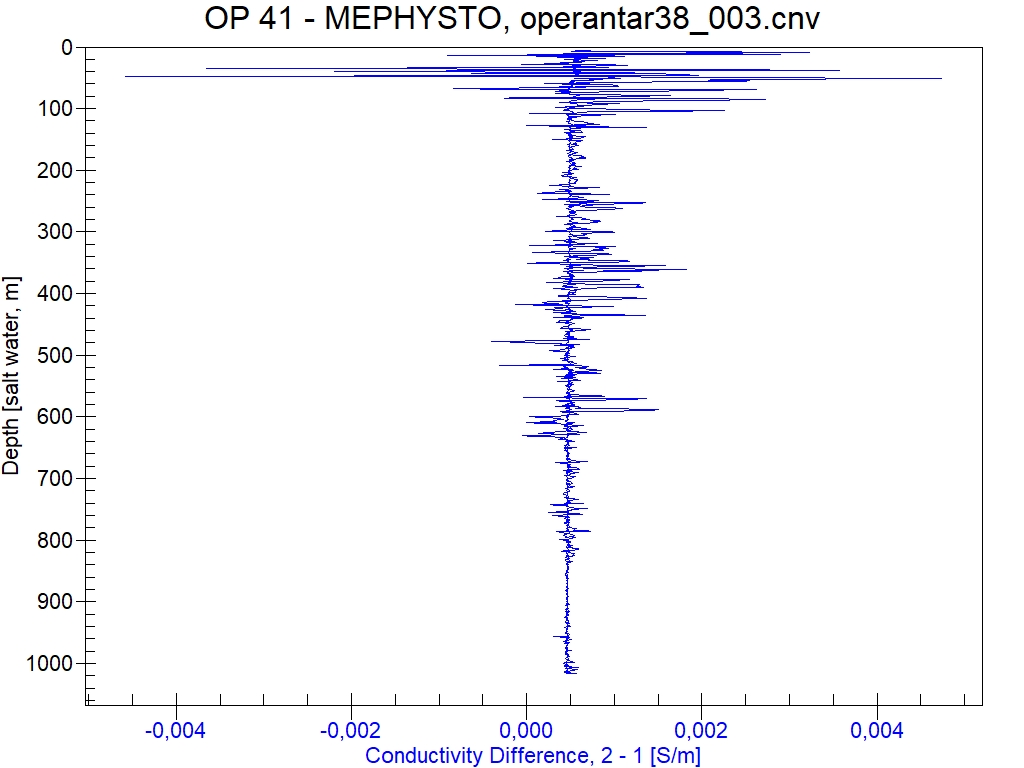 OP 41 - MEPHYSTO, operantar38_003.cnv
0
100
200
300
400
500
600
700
800
900
1000
Depth [salt water, m]
-0,004 -0,002 0,000 0,002 0,004
Conductivity Difference, 2 - 1 [S/m]